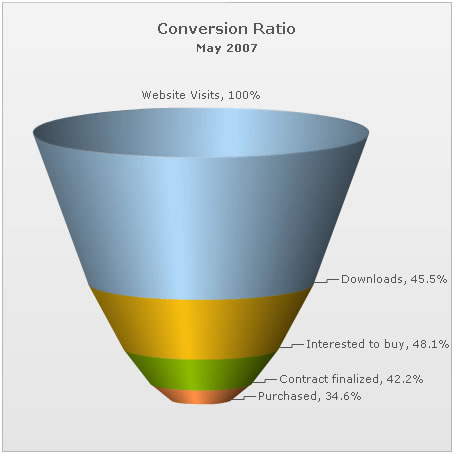 Conversion Ratio
May 2007
Website Visits, 100%
Downloads, 45.5%
Interested to buy, 48.1%
Contract finalized, 42.2%
Purchased, 34.6%